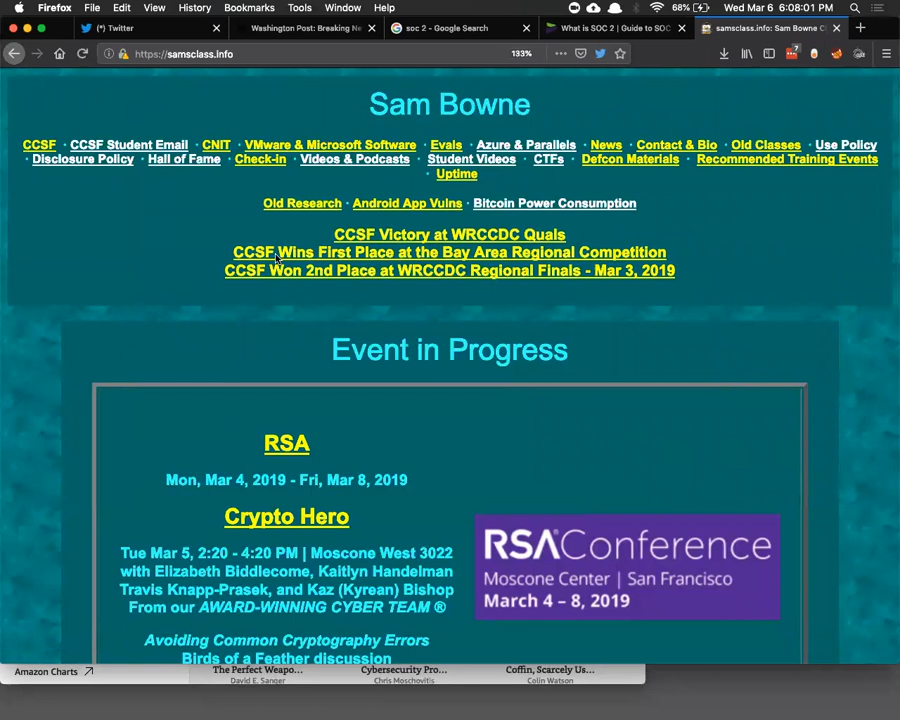 Firefox File Edit View History Bookmarks Tools Window Help 68% Wed Mar 6 6:08:01 PM
(*) Twitter Washington Post: Breaking Ne soc 2 - Google Search What is SOC 2 | Guide to SOC samsclass.info: Sam Bowne C
https://samsclass.info 133% 7
Sam Bowne
CCSF · CCSF Student Email · CNIT · VMware & Microsoft Software · Evals · Azure & Parallels · News · Contact & Bio · Old Classes · Use Policy
· Disclosure Policy · Hall of Fame · Check-in · Videos & Podcasts · Student Videos · CTFs · Defcon Materials · Recommended Training Events
· Uptime
Old Research · Android App Vulns · Bitcoin Power Consumption
CCSF Victory at WRCCDC Quals
CCSF Wins First Place at the Bay Area Regional Competition
CCSF Won 2nd Place at WRCCDC Regional Finals - Mar 3, 2019
Event in Progress
RSA
Mon, Mar 4, 2019 - Fri, Mar 8, 2019
Crypto Hero
Tue Mar 5, 2:20 - 4:20 PM | Moscone West 3022
with Elizabeth Biddlecome, Kaitlyn Handelman
Travis Knapp-Prasek, and Kaz (Kyrean) Bishop
From our AWARD-WINNING CYBER TEAM ®
Avoiding Common Cryptography Errors
Birds of a Feather discussion
RSAConference
Moscone Center | San Francisco
March 4 – 8, 2019
Amazon Charts The Perfect Weapo... Cybersecurity Pro... Coffin, Scarcely Us...
David E. Sanger Chris Moschovitis Colin Watson